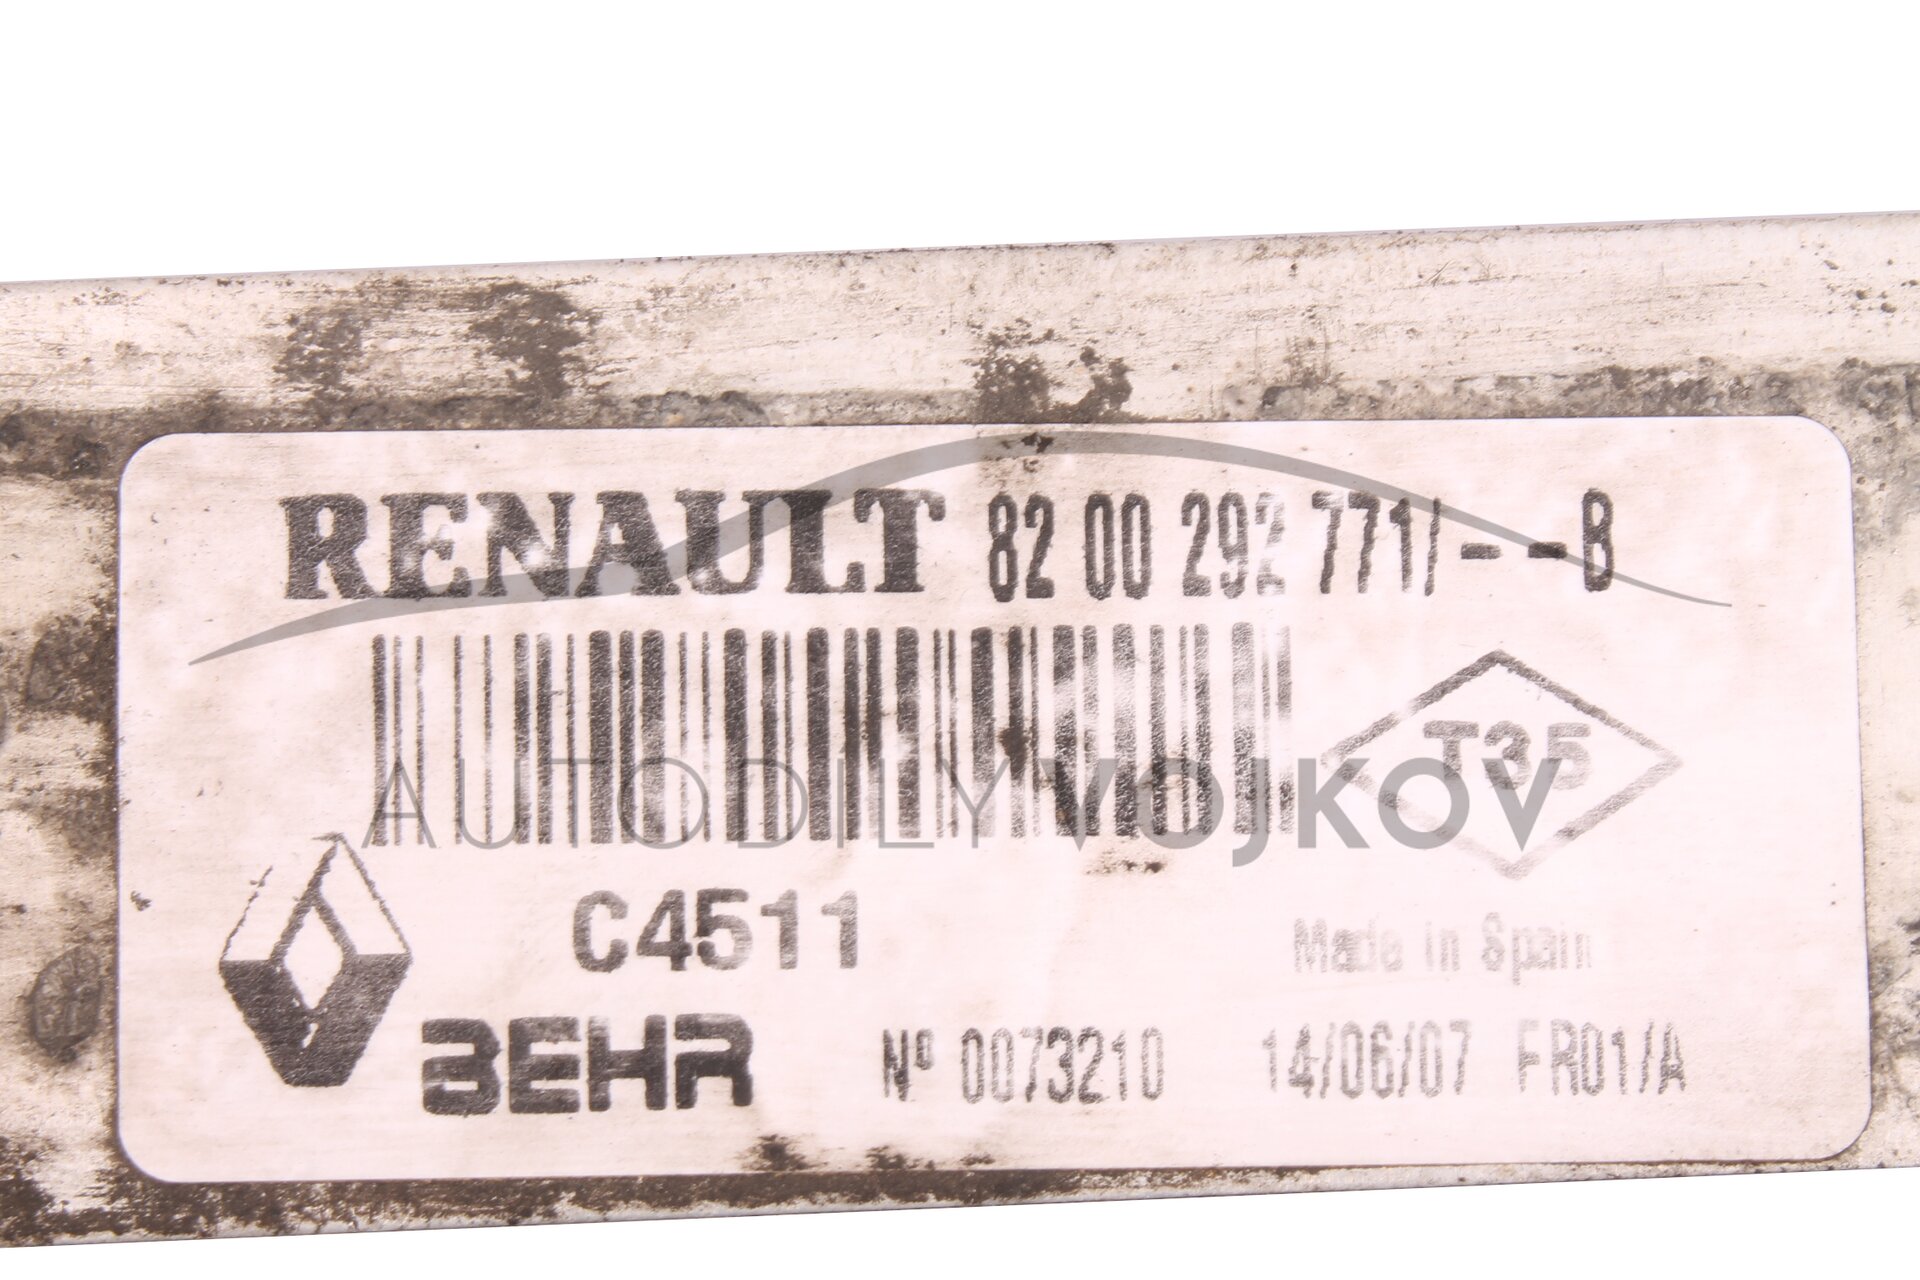 RENAULT 82 00 292 771/- -B
T35
AUTODILY VOJKOV
C4511
Made in Spain
BEHR Nº 0073210 14/06/07 FR01/A